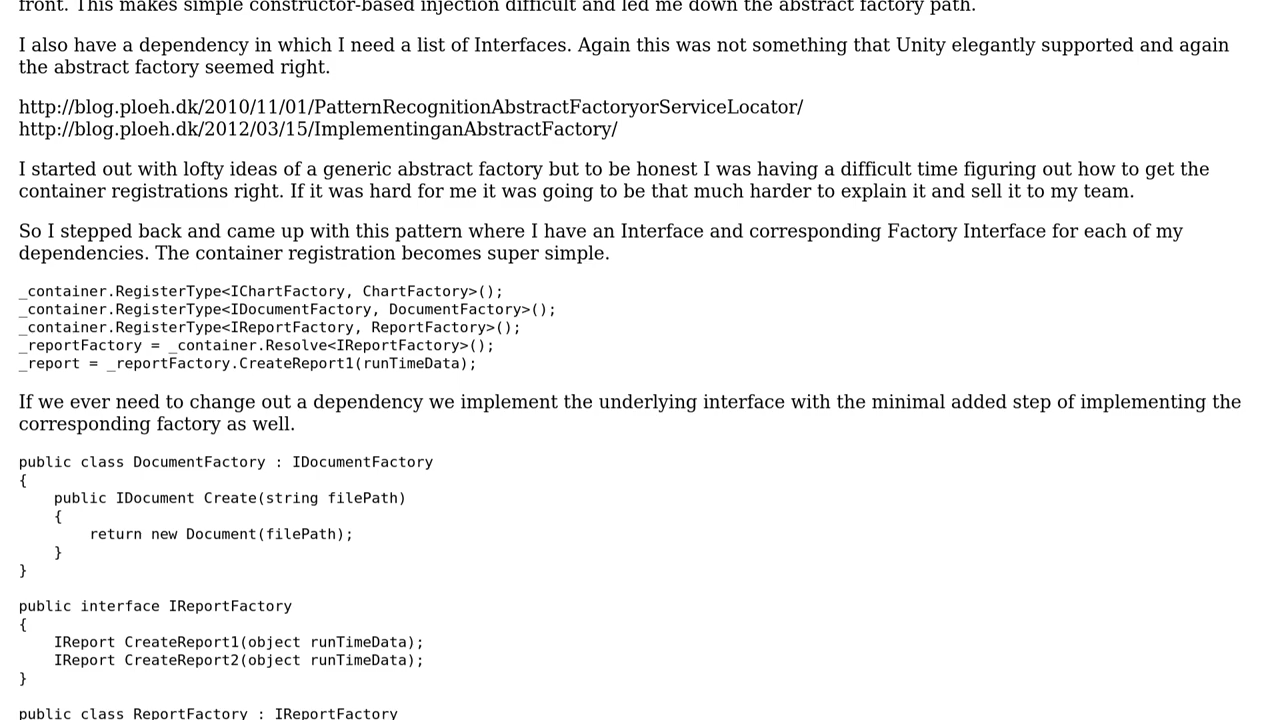 front. This makes simple constructor-based injection difficult and led me down the abstract factory path.
I also have a dependency in which I need a list of Interfaces. Again this was not something that Unity elegantly supported and again
the abstract factory seemed right.
http://blog.ploeh.dk/2010/11/01/PatternRecognitionAbstractFactoryorServiceLocator/
http://blog.ploeh.dk/2012/03/15/ImplementinganAbstractFactory/
I started out with lofty ideas of a generic abstract factory but to be honest I was having a difficult time figuring out how to get the
container registrations right. If it was hard for me it was going to be that much harder to explain it and sell it to my team.
So I stepped back and came up with this pattern where I have an Interface and corresponding Factory Interface for each of my
dependencies. The container registration becomes super simple.
_container.RegisterType<IChartFactory, ChartFactory>();
_container.RegisterType<IDocumentFactory, DocumentFactory>();
_container.RegisterType<IReportFactory, ReportFactory>();
_reportFactory = _container.Resolve<IReportFactory>();
_report = _reportFactory.CreateReport1(runTimeData);
If we ever need to change out a dependency we implement the underlying interface with the minimal added step of implementing the
corresponding factory as well.
public class DocumentFactory : IDocumentFactory
{
    public IDocument Create(string filePath)
    {
        return new Document(filePath);
    }
}
public interface IReportFactory
{
    IReport CreateReport1(object runTimeData);
    IReport CreateReport2(object runTimeData);
}
public class ReportFactory : IReportFactory